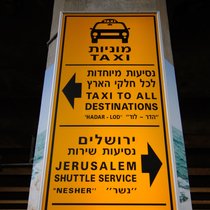 מוניות
TAXI
נסיעות מיוחדות
לכל חלקי הארץ
TAXI TO ALL
DESTINATIONS
"HADAR - LOD" "הדר - לוד"
ירושלים
נסיעות שירות
JERUSALEM
SHUTTLE SERVICE
"NESHER" "נשר"